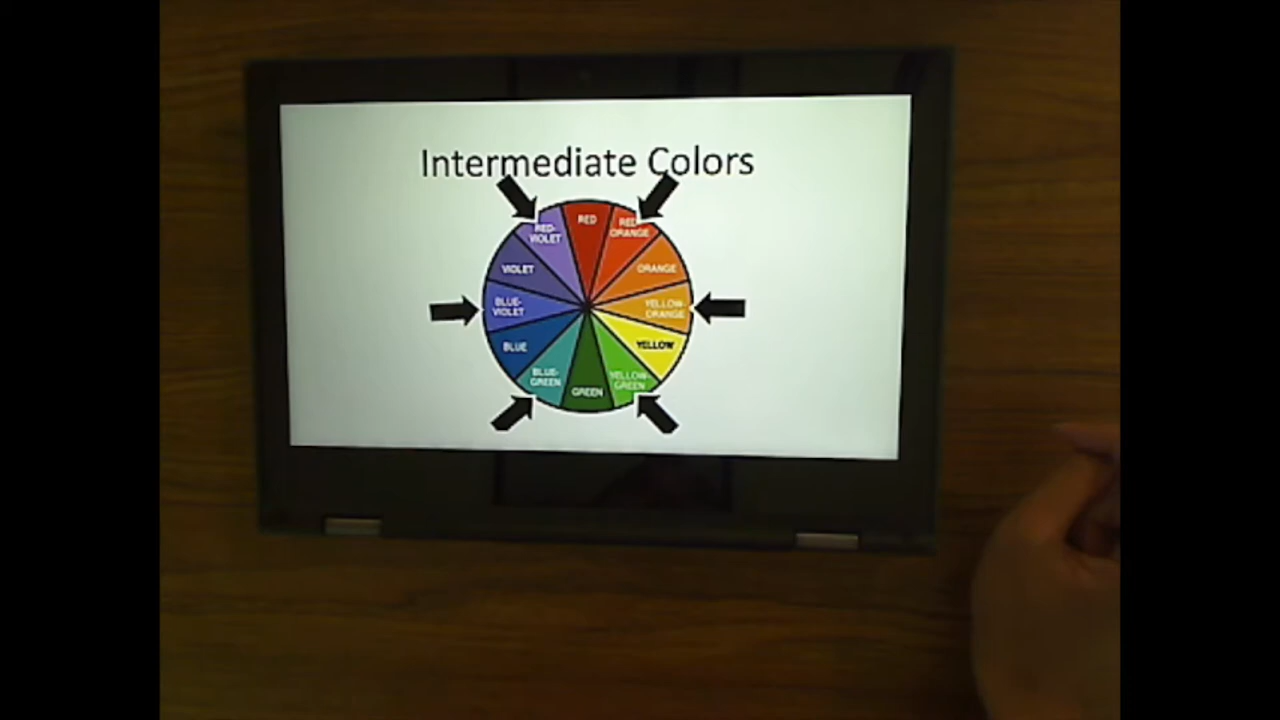 Intermediate Colors
RED
RED-
ORANGE
ORANGE
YELLOW-
ORANGE
YELLOW
YELLOW-
GREEN
GREEN
BLUE-
GREEN
BLUE
BLUE-
VIOLET
VIOLET
RED-
VIOLET